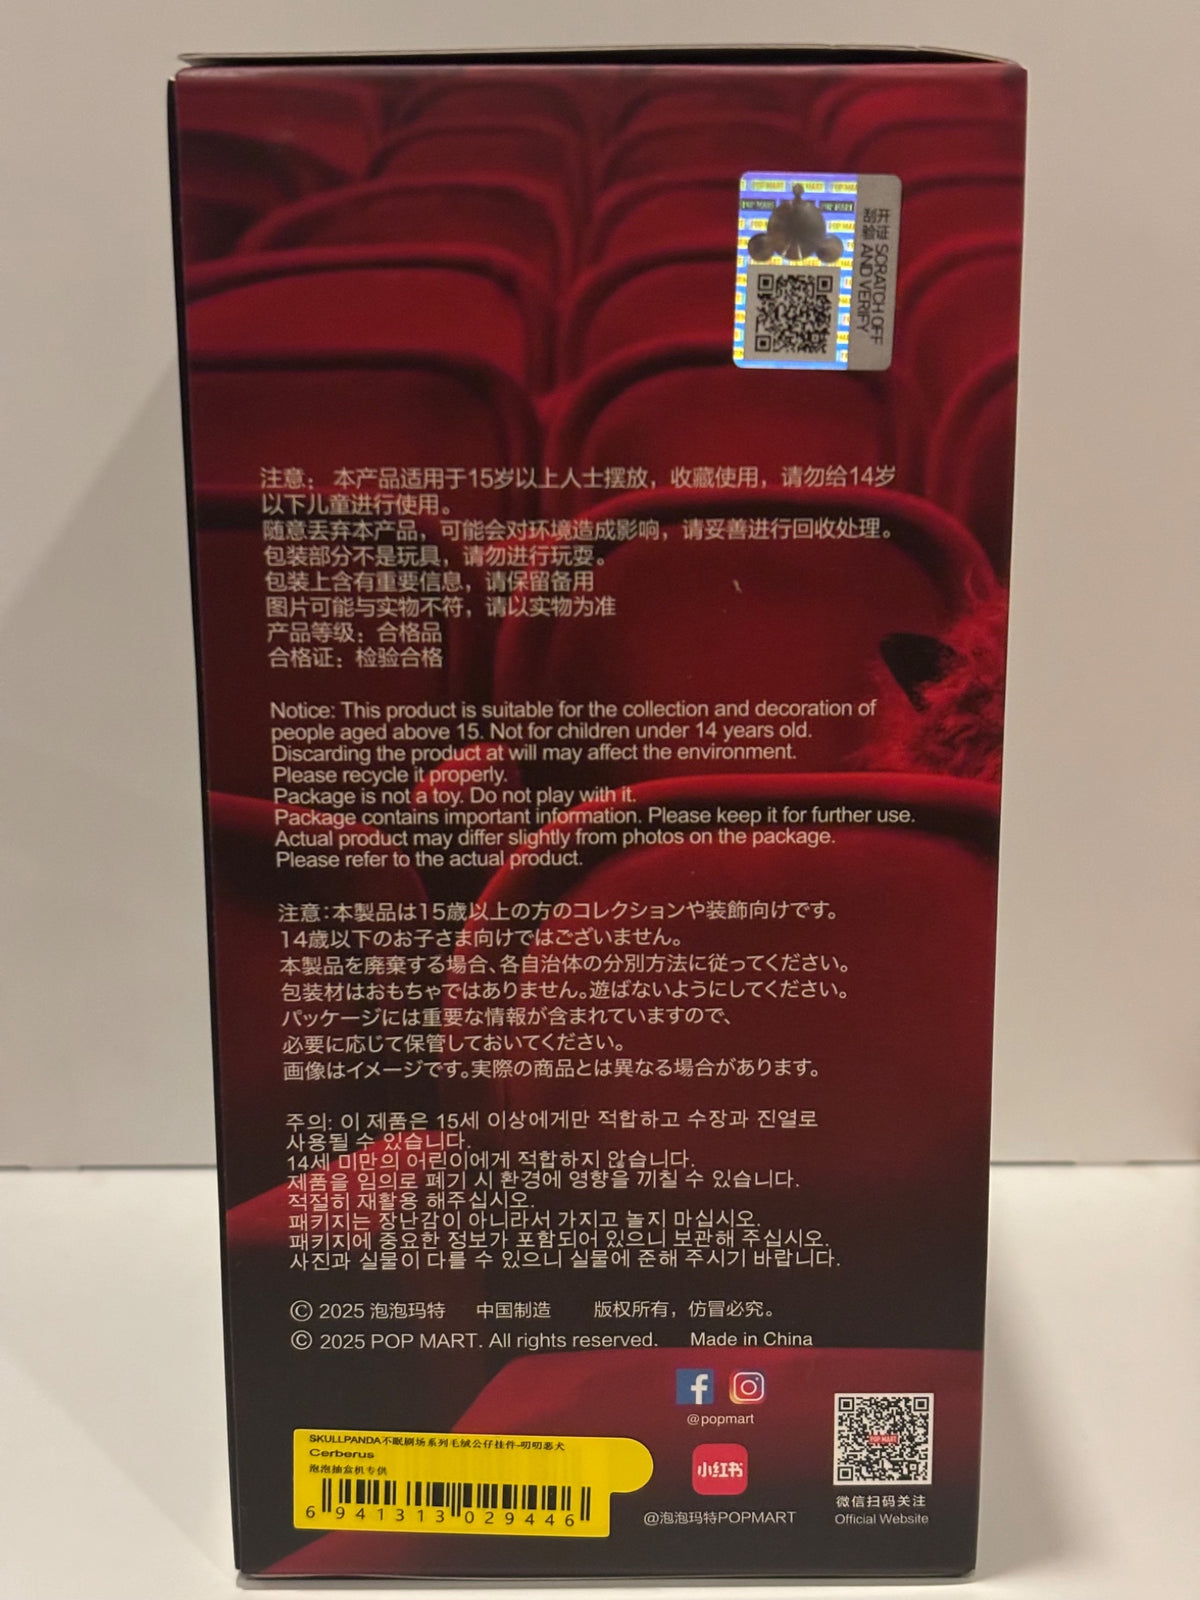 开证 SCRATCH OFF
刮验 AND VERIFY
POP MART
注意： 本产品适用于15岁以上人士摆放，收藏使用，请勿给14岁
以下儿童进行使用。
随意丢弃本产品，可能会对环境造成影响，请妥善进行回收处理。
包装部分不是玩具，请勿进行玩耍。
包装上含有重要信息，请保留备用
图片可能与实物不符，请以实物为准
产品等级：合格品
合格证：检验合格
Notice: This product is suitable for the collection and decoration of
people aged above 15. Not for children under 14 years old.
Discarding the product at will may affect the environment.
Please recycle it properly.
Package is not a toy. Do not play with it.
Package contains important information. Please keep it for further use.
Actual product may differ slightly from photos on the package.
Please refer to the actual product.
注意:本製品は15歳以上の方のコレクションや装飾向けです。
14歳以下のお子さま向けではございません。
本製品を廃棄する場合、各自治体の分別方法に従ってください。
包装材はおもちゃではありません。遊ばないようにしてください。
パッケージには重要な情報が含まれていますので、
必要に応じて保管しておいてください。
画像はイメージです。実際の商品とは異なる場合があります。
주의: 이 제품은 15세 이상에게만 적합하고 수장과 진열로
사용될 수 있습니다.
14세 미만의 어린이에게 적합하지 않습니다.
제품을 임의로 폐기 시 환경에 영향을 끼칠 수 있습니다.
적절히 재활용 해주십시오.
패키지는 장난감이 아니라서 가지고 놀지 마십시오.
패키지에 중요한 정보가 포함되어 있으니 보관해 주십시오.
사진과 실물이 다를 수 있으니 실물에 준해 주시기 바랍니다.
© 2025 泡泡玛特 中国制造 版权所有，仿冒必究。
© 2025 POP MART. All rights reserved. Made in China
@popmart
小红书
@泡泡玛特POPMART
POP MART
微信扫码关注
Official Website
SKULLPANDA不眠剧场系列毛绒公仔挂件-叨叨恶犬
Cerberus
泡泡抽盒机专供
6 941313 029446